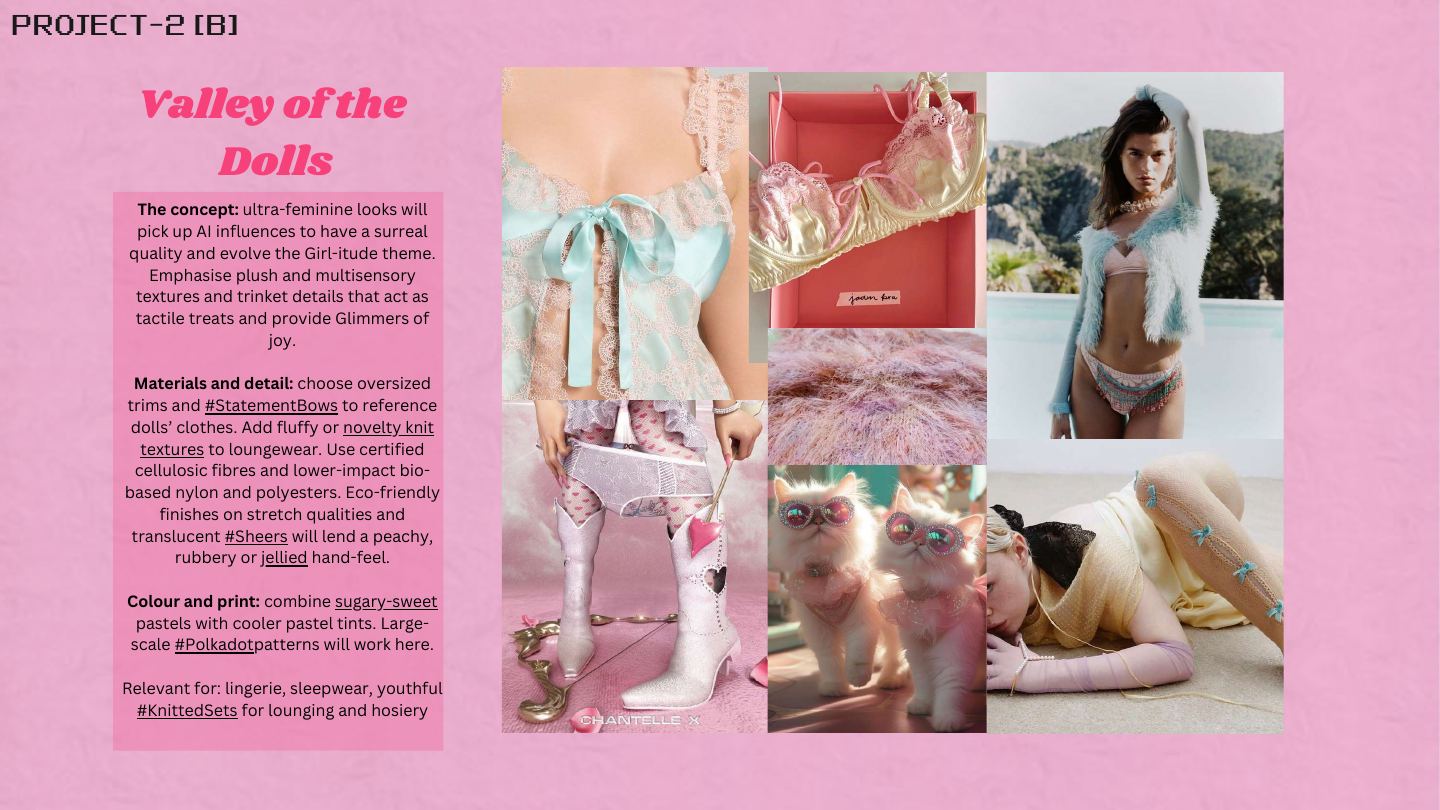 PROJECT-2 [B]
Valley of the
Dolls
The concept: ultra-feminine looks will
pick up AI influences to have a surreal
quality and evolve the Girl-itude theme.
Emphasise plush and multisensory
textures and trinket details that act as
tactile treats and provide Glimmers of
joy.
Materials and detail: choose oversized
trims and #StatementBows to reference
dolls’ clothes. Add fluffy or novelty knit
textures to loungewear. Use certified
cellulosic fibres and lower-impact bio-
based nylon and polyesters. Eco-friendly
finishes on stretch qualities and
translucent #Sheers will lend a peachy,
rubbery or jellied hand-feel.
Colour and print: combine sugary-sweet
pastels with cooler pastel tints. Large-
scale #Polkadotpatterns will work here.
Relevant for: lingerie, sleepwear, youthful
#KnittedSets for lounging and hosiery
CHANTELLE X